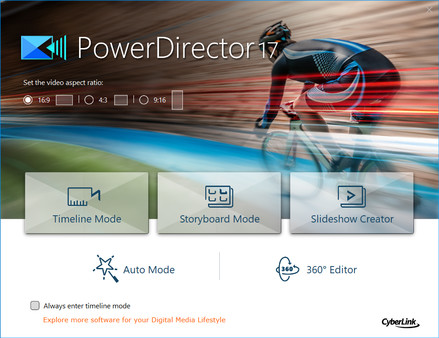 PowerDirector 17
Set the video aspect ratio:
16:9 4:3 9:16
Timeline Mode Storyboard Mode Slideshow Creator
Auto Mode 360° Editor
Always enter timeline mode
Explore more software for your Digital Media Lifestyle
CyberLink